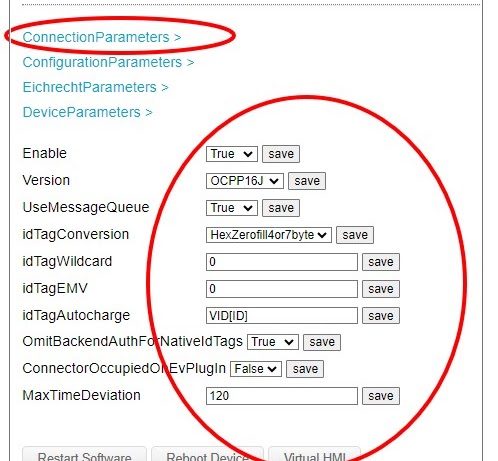 ConnectionParameters >
ConfigurationParameters >
EichrechtParameters >
DeviceParameters >
Enable True save
Version OCPP16J save
UseMessageQueue True save
idTagConversion HexZerofill4or7byte save
idTagWildcard 0 save
idTagEMV 0 save
idTagAutocharge VID[ID] save
OmitBackendAuthForNativeIdTags True save
ConnectorOccupiedOnEvPlugIn False save
MaxTimeDeviation 120 save
Restart Software Reboot Device Virtual HMI